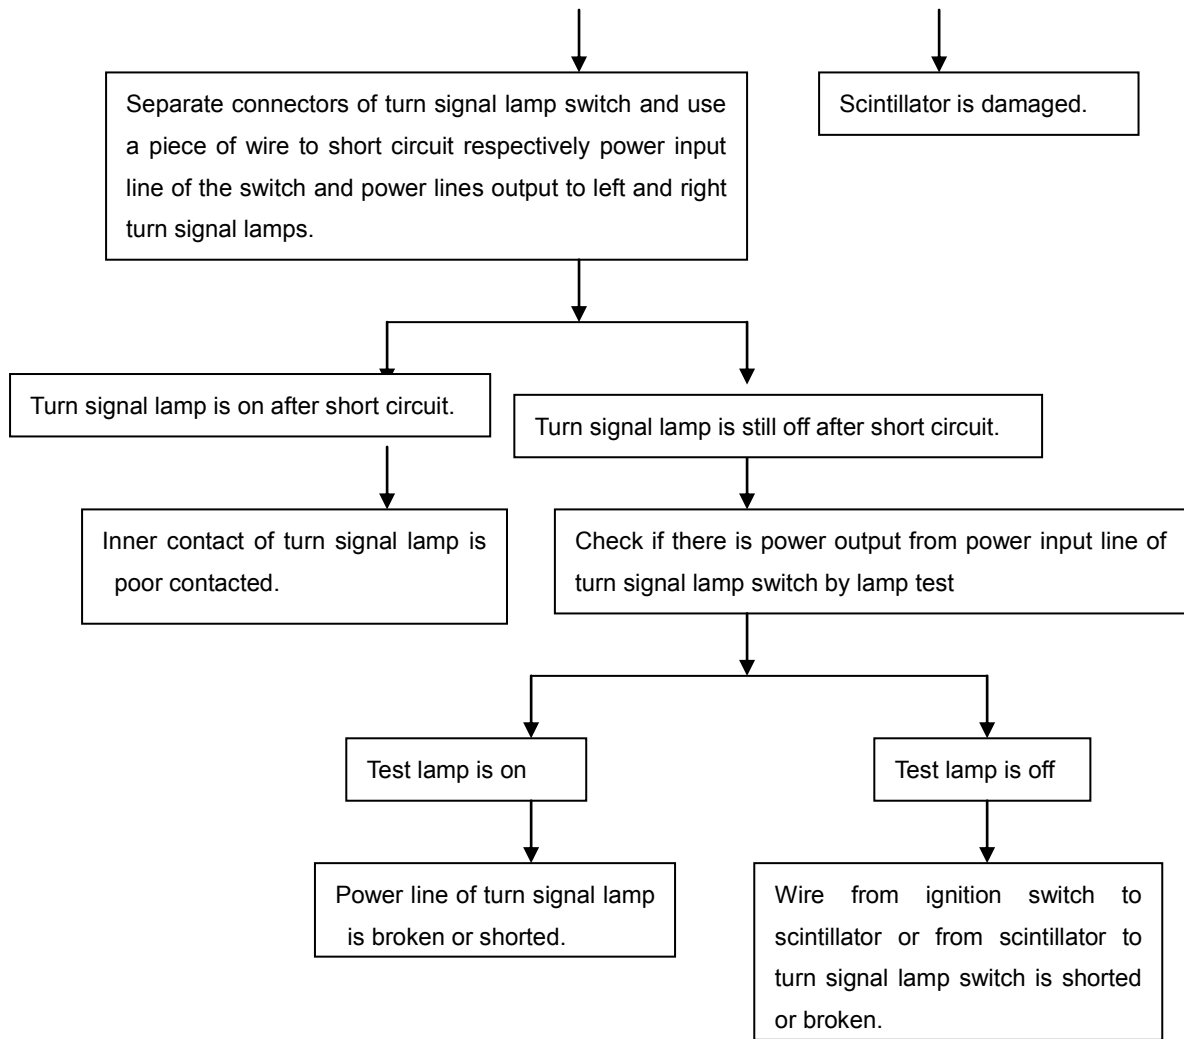 Separate connectors of turn signal lamp switch and use
a piece of wire to short circuit respectively power input
line of the switch and power lines output to left and right
turn signal lamps.
Scintillator is damaged.
Turn signal lamp is on after short circuit.
Turn signal lamp is still off after short circuit.
Inner contact of turn signal lamp is
poor contacted.
Check if there is power output from power input line of
turn signal lamp switch by lamp test
Test lamp is on
Test lamp is off
Power line of turn signal lamp
is broken or shorted.
Wire from ignition switch to
scintillator or from scintillator to
turn signal lamp switch is shorted
or broken.